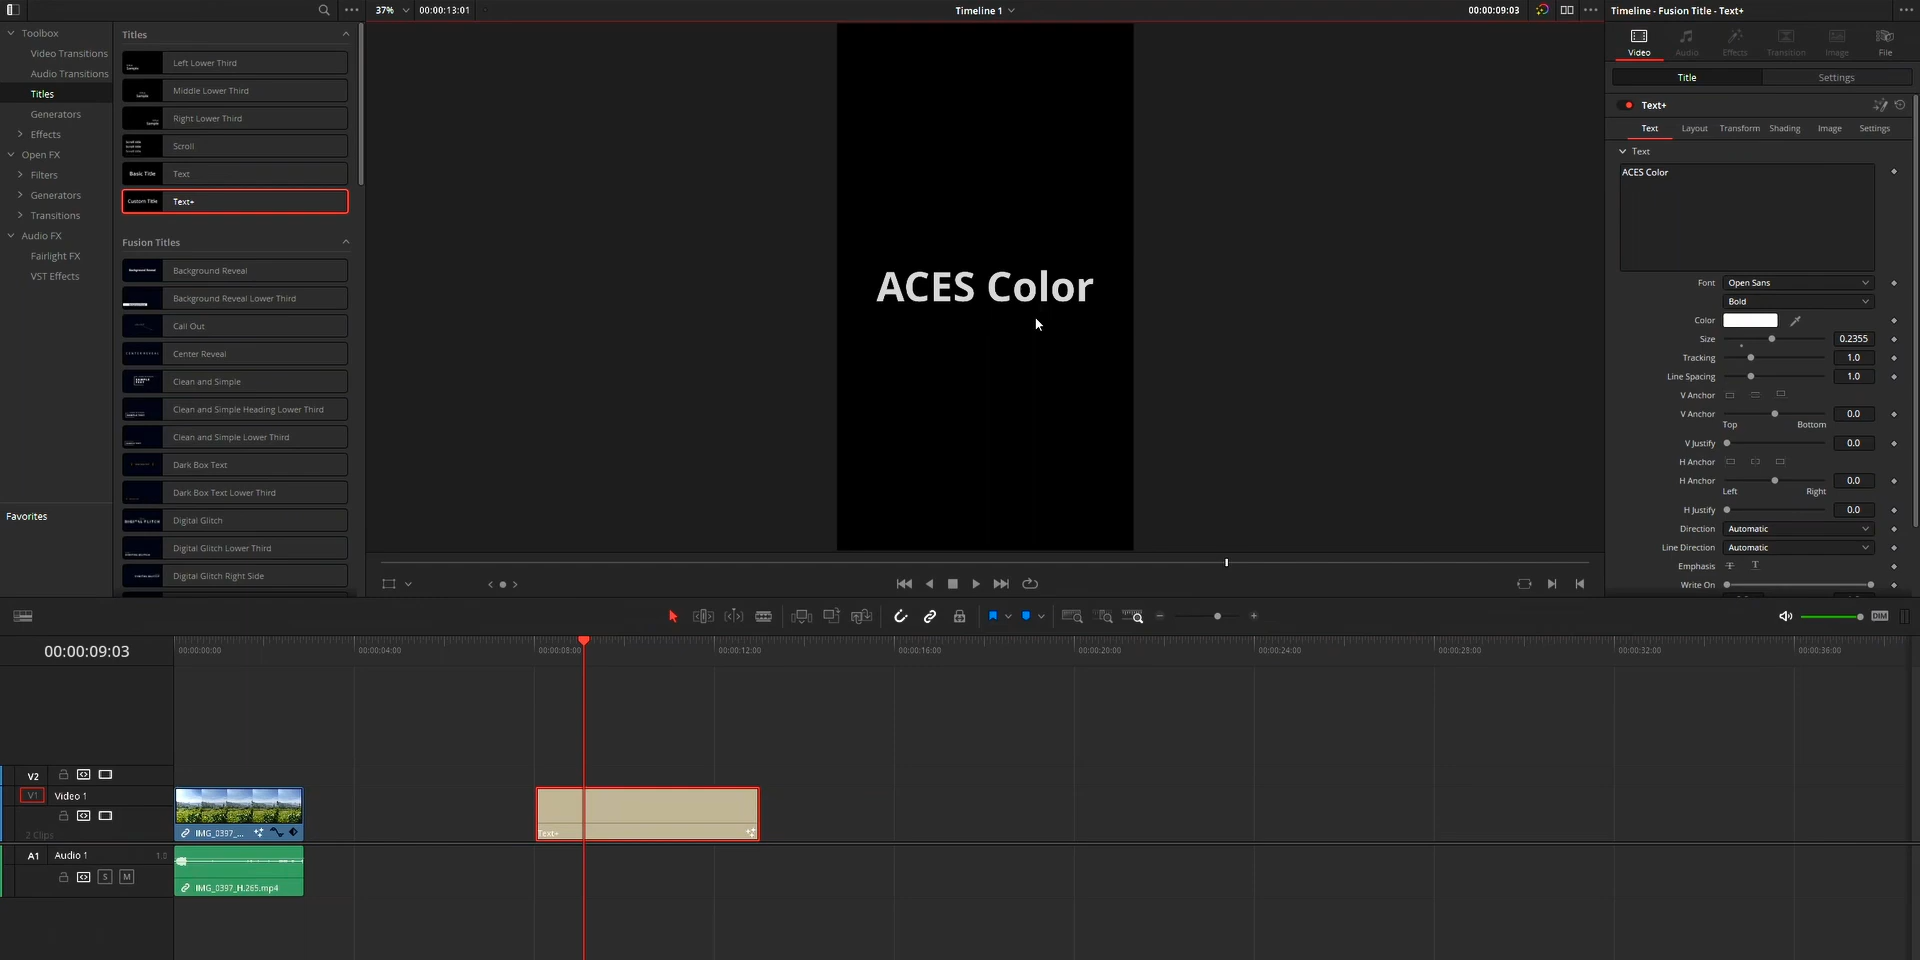 37%
00:00:13:01
Timeline 1
00:00:09:03
Timeline - Fusion Title - Text+
Toolbox
Video Transitions
Audio Transitions
Titles
Generators
Effects
Open FX
Filters
Generators
Transitions
Audio FX
Fairlight FX
VST Effects
Favorites
Titles
Left Lower Third
Middle Lower Third
Right Lower Third
Scroll
Basic Title
Text
Custom Title
Text+
Fusion Titles
Background Reveal
Background Reveal Lower Third
Call Out
Center Reveal
Clean and Simple
Clean and Simple Heading Lower Third
Clean and Simple Lower Third
Dark Box Text
Dark Box Text Lower Third
Digital Glitch
Digital Glitch Lower Third
Digital Glitch Right Side
ACES Color
Video
Audio
Effects
Transition
Image
File
Title
Settings
Text+
Text
Layout
Transform
Shading
Image
Settings
Text
ACES Color
Font
Open Sans
Bold
Color
Size
0.2355
Tracking
1.0
Line Spacing
1.0
V Anchor
V Anchor
0.0
Top
Bottom
V Justify
0.0
H Anchor
H Anchor
0.0
Left
Right
H Justify
0.0
Direction
Automatic
Line Direction
Automatic
Emphasis
Write On
DIM
00:00:09:03
00:00:00:00
00:00:04:00
00:00:08:00
00:00:12:00
00:00:16:00
00:00:20:00
00:00:24:00
00:00:28:00
00:00:32:00
00:00:36:00
V2
V1
Video 1
2 Clips
IMG_0397_...
Text+
A1
Audio 1
1.0
S
M
IMG_0397_H.265.mp4